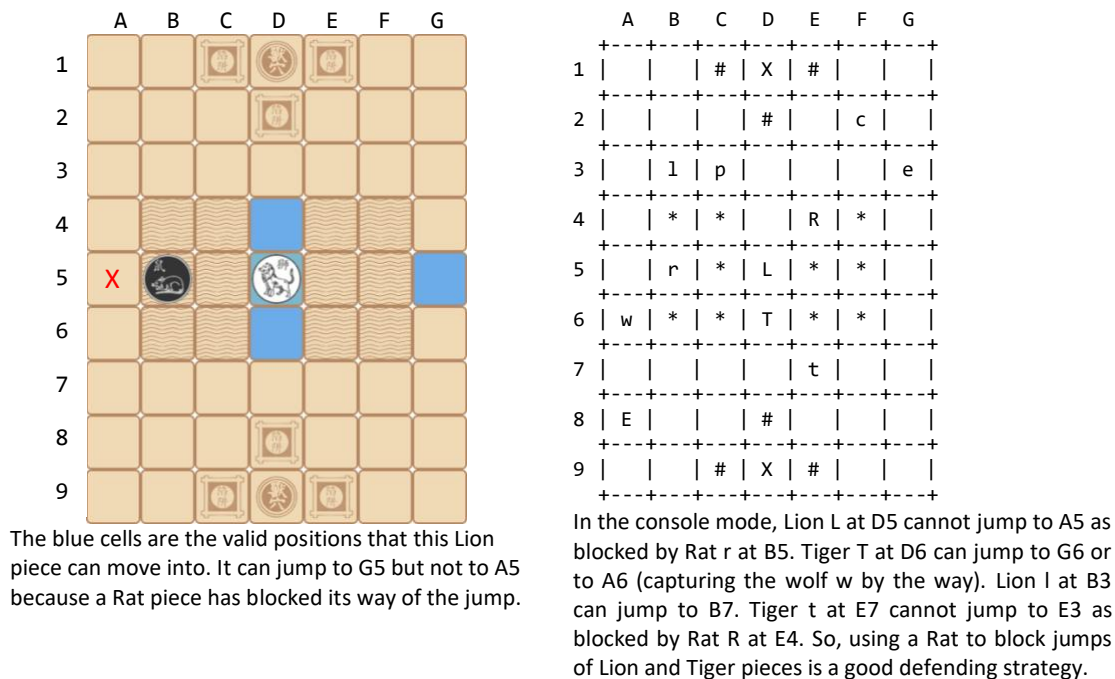 A B C D E F G
1
2
3
4
5 X 鼠 獅
6
7
8
9
The blue cells are the valid positions that this Lion
piece can move into. It can jump to G5 but not to A5
because a Rat piece has blocked its way of the jump.
A B C D E F G
+---+---+---+---+---+---+---+
1 |   |   | # | X | # |   |   |
+---+---+---+---+---+---+---+
2 |   |   |   | # |   | c |   |
+---+---+---+---+---+---+---+
3 |   | l | p |   |   |   | e |
+---+---+---+---+---+---+---+
4 |   | * | * |   | R | * |   |
+---+---+---+---+---+---+---+
5 |   | r | * | L | * | * |   |
+---+---+---+---+---+---+---+
6 | w | * | * | T | * | * |   |
+---+---+---+---+---+---+---+
7 |   |   |   |   | t |   |   |
+---+---+---+---+---+---+---+
8 | E |   |   | # |   |   |   |
+---+---+---+---+---+---+---+
9 |   |   | # | X | # |   |   |
+---+---+---+---+---+---+---+
In the console mode, Lion L at D5 cannot jump to A5 as
blocked by Rat r at B5. Tiger T at D6 can jump to G6 or
to A6 (capturing the wolf w by the way). Lion l at B3
can jump to B7. Tiger t at E7 cannot jump to E3 as
blocked by Rat R at E4. So, using a Rat to block jumps
of Lion and Tiger pieces is a good defending strategy.